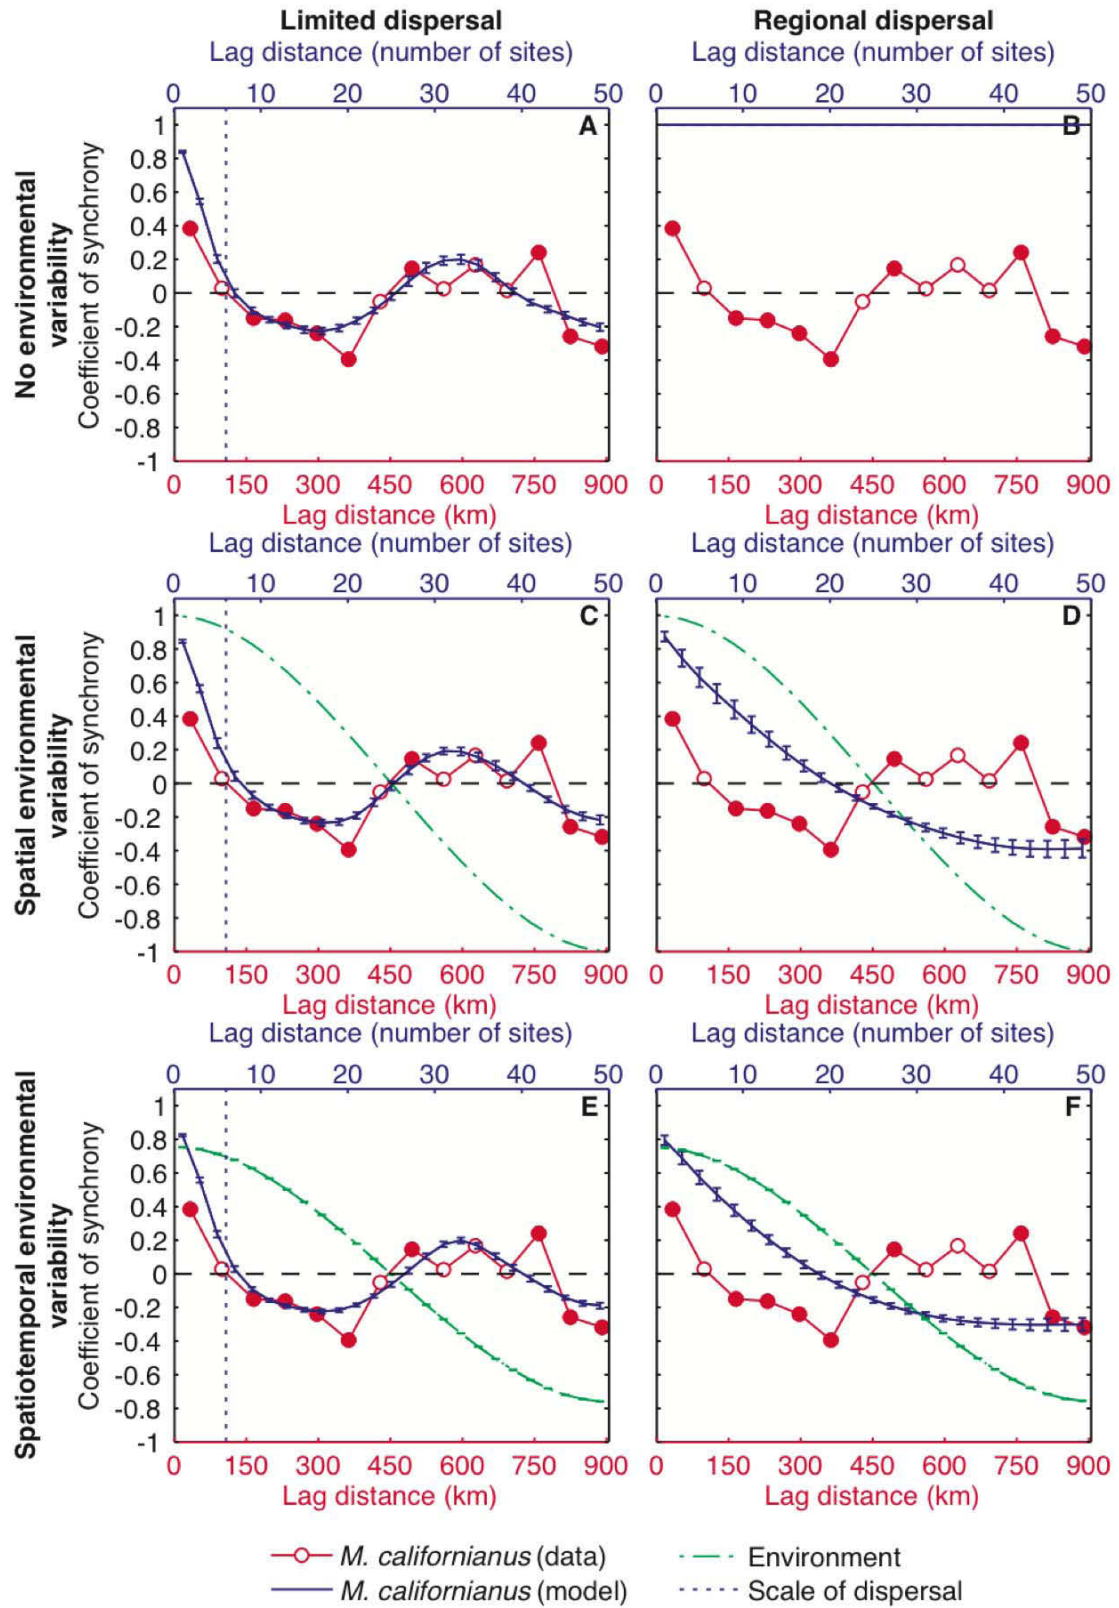 Limited dispersal
Regional dispersal
Lag distance (number of sites)
Lag distance (number of sites)
0 10 20 30 40 50
0 10 20 30 40 50
No environmental
variability
Coefficient of synchrony
1
0.8
0.6
0.4
0.2
0
-0.2
-0.4
-0.6
-0.8
-1
A
B
0 150 300 450 600 750 900
0 150 300 450 600 750 900
Lag distance (km)
Lag distance (km)
Lag distance (number of sites)
Lag distance (number of sites)
0 10 20 30 40 50
0 10 20 30 40 50
Spatial environmental
variability
Coefficient of synchrony
1
0.8
0.6
0.4
0.2
0
-0.2
-0.4
-0.6
-0.8
-1
C
D
0 150 300 450 600 750 900
0 150 300 450 600 750 900
Lag distance (km)
Lag distance (km)
Lag distance (number of sites)
Lag distance (number of sites)
0 10 20 30 40 50
0 10 20 30 40 50
Spatiotemporal environmental
variability
Coefficient of synchrony
1
0.8
0.6
0.4
0.2
0
-0.2
-0.4
-0.6
-0.8
-1
E
F
0 150 300 450 600 750 900
0 150 300 450 600 750 900
Lag distance (km)
Lag distance (km)
M. californianus (data)
Environment
M. californianus (model)
Scale of dispersal